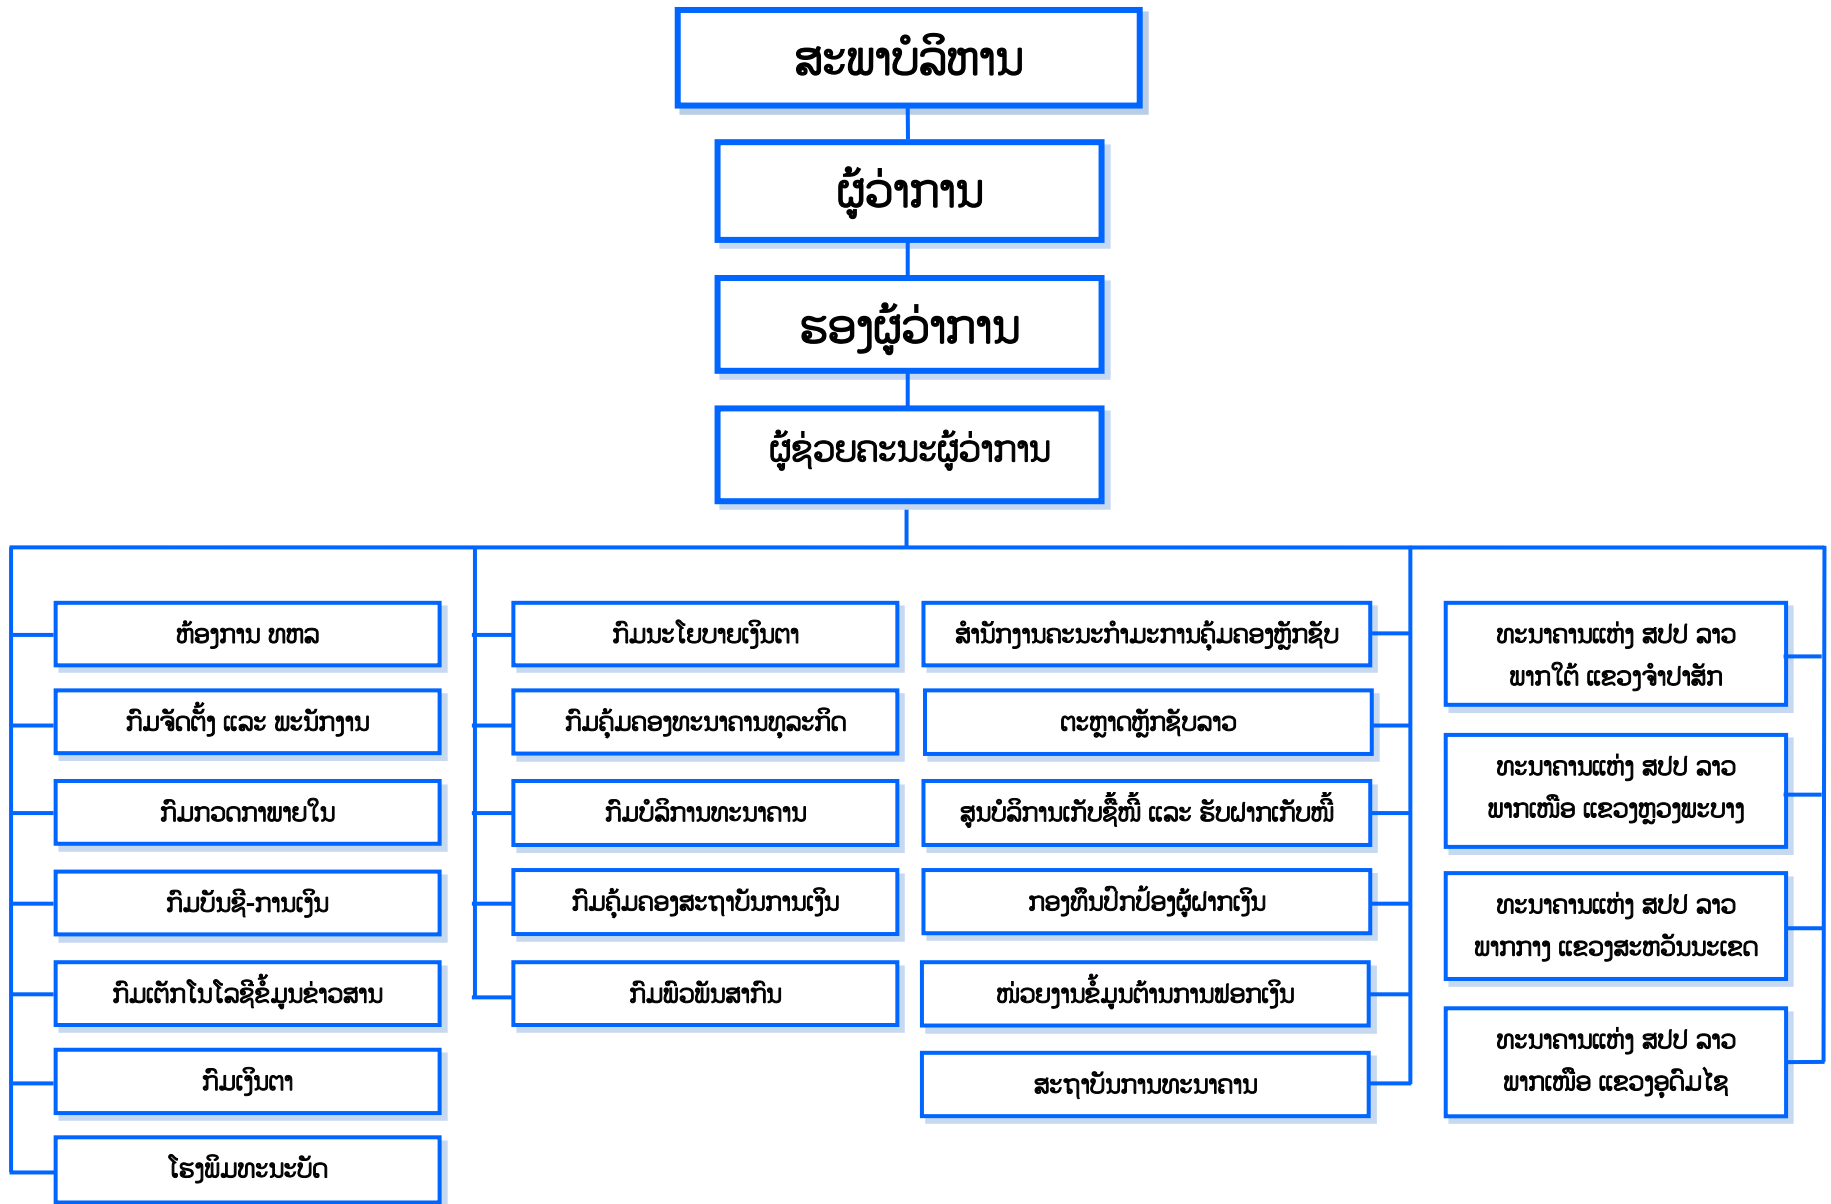 ສະພາບໍລິຫານ
ຜູ້ວ່າການ
ຮອງຜູ້ວ່າການ
ຜູ້ຊ່ວຍຄະນະຜູ້ວ່າການ
ຫ້ອງການ ທຫລ
ກົມຈັດຕັ້ງ ແລະ ພະນັກງານ
ກົມກວດກາພາຍໃນ
ກົມບັນຊີ-ການເງິນ
ກົມເຕັກໂນໂລຊີຂໍ້ມູນຂ່າວສານ
ກົມເງິນຕາ
ໂຮງພິມທະນະບັດ
ກົມນະໂຍບາຍເງິນຕາ
ກົມຄຸ້ມຄອງທະນາຄານທຸລະກິດ
ກົມບໍລິການທະນາຄານ
ກົມຄຸ້ມຄອງສະຖາບັນການເງິນ
ກົມພົວພັນສາກົນ
ສຳນັກງານຄະນະກຳມະການຄຸ້ມຄອງຫຼັກຊັບ
ຕະຫຼາດຫຼັກຊັບລາວ
ສູນບໍລິການເກັບຊື້ໜີ້ ແລະ ຮັບຝາກເກັບໜີ້
ກອງທຶນປົກປ້ອງຜູ້ຝາກເງິນ
ໜ່ວຍງານຂໍ້ມູນຕ້ານການຟອກເງິນ
ສະຖາບັນການທະນາຄານ
ທະນາຄານແຫ່ງ ສປປ ລາວ
ພາກໃຕ້ ແຂວງຈຳປາສັກ
ທະນາຄານແຫ່ງ ສປປ ລາວ
ພາກເໜືອ ແຂວງຫຼວງພະບາງ
ທະນາຄານແຫ່ງ ສປປ ລາວ
ພາກກາງ ແຂວງສະຫວັນນະເຂດ
ທະນາຄານແຫ່ງ ສປປ ລາວ
ພາກເໜືອ ແຂວງອຸດົມໄຊ